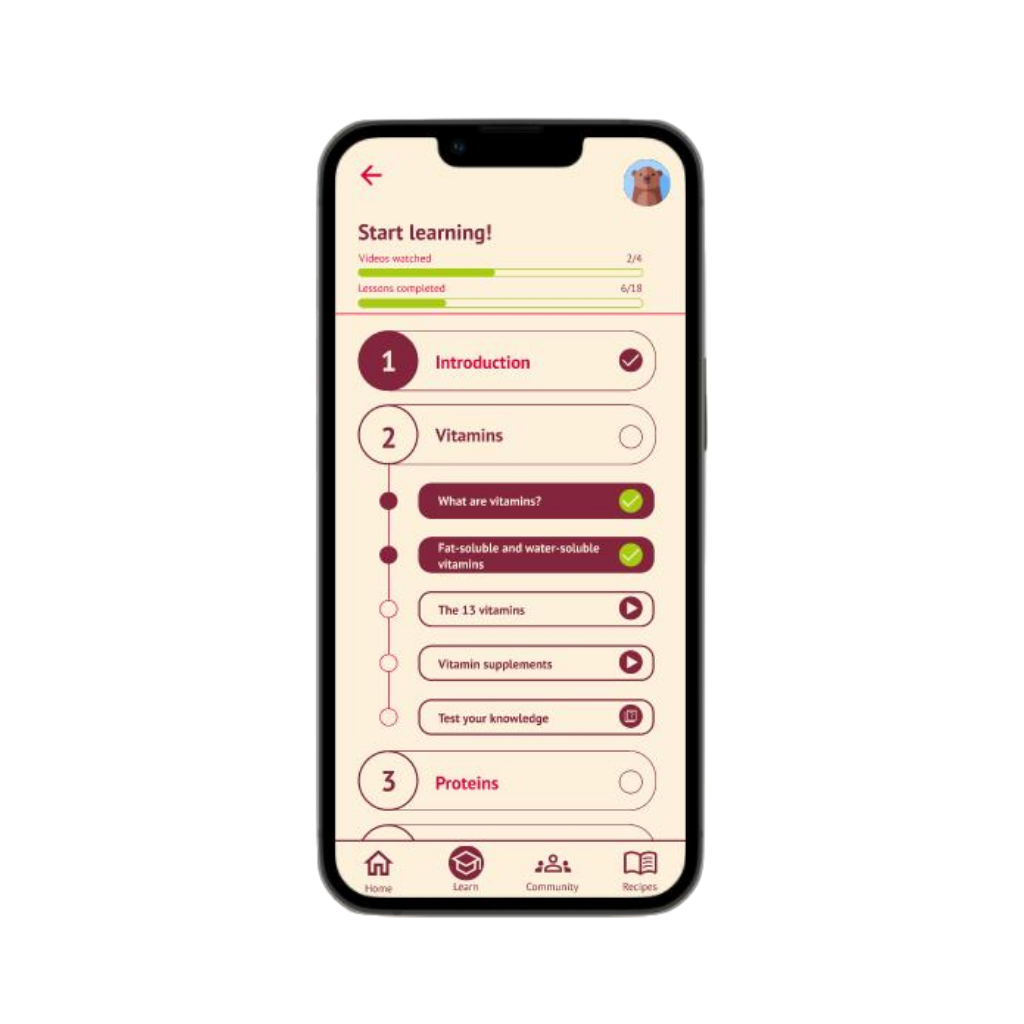 Start learning!
Videos watched 2/4
Lessons completed 6/18
1 Introduction
2 Vitamins
What are vitamins?
Fat-soluble and water-soluble
vitamins
The 13 vitamins
Vitamin supplements
Test your knowledge
3 Proteins
Home Learn Community Recipes